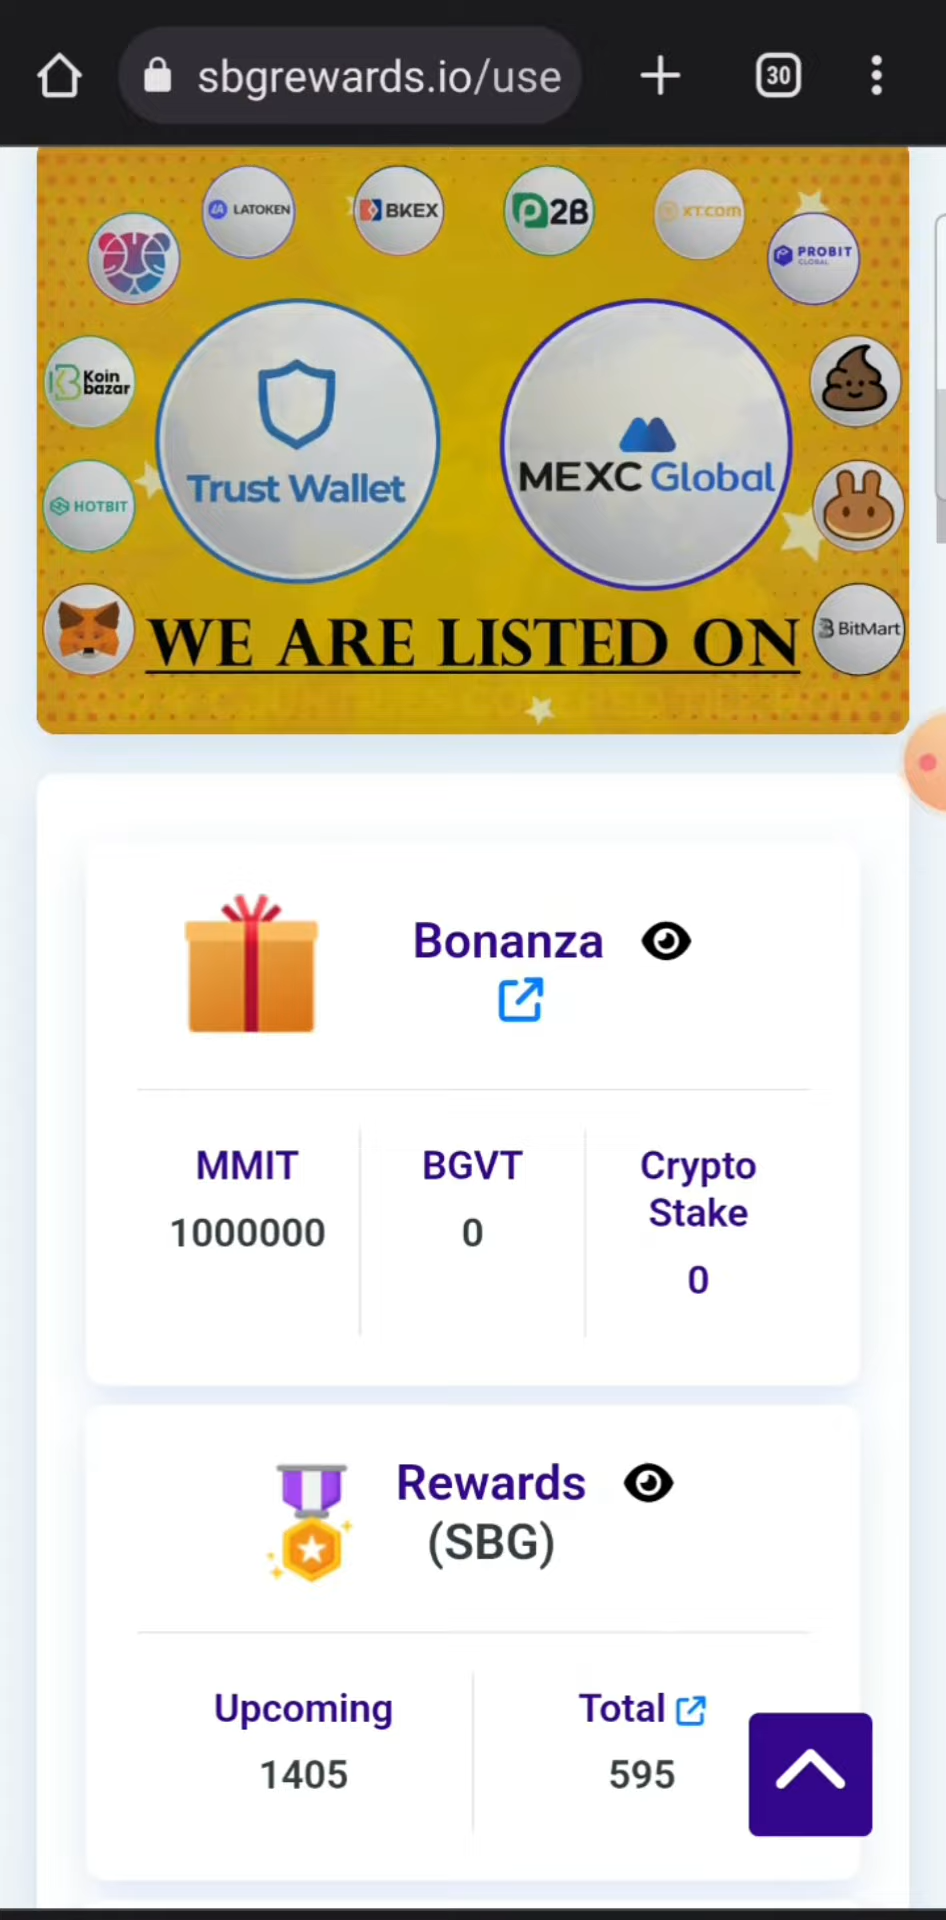 sbgrewards.io/use
30
LATOKEN
BKEX
P2B
XT.COM
PROBIT
GLOBAL
Koin
bazar
Trust Wallet
MEXC Global
HOTBIT
WE ARE LISTED ON
BitMart
Bonanza
MMIT
BGVT
Crypto
Stake
1000000
0
0
Rewards
(SBG)
Upcoming
Total
1405
595